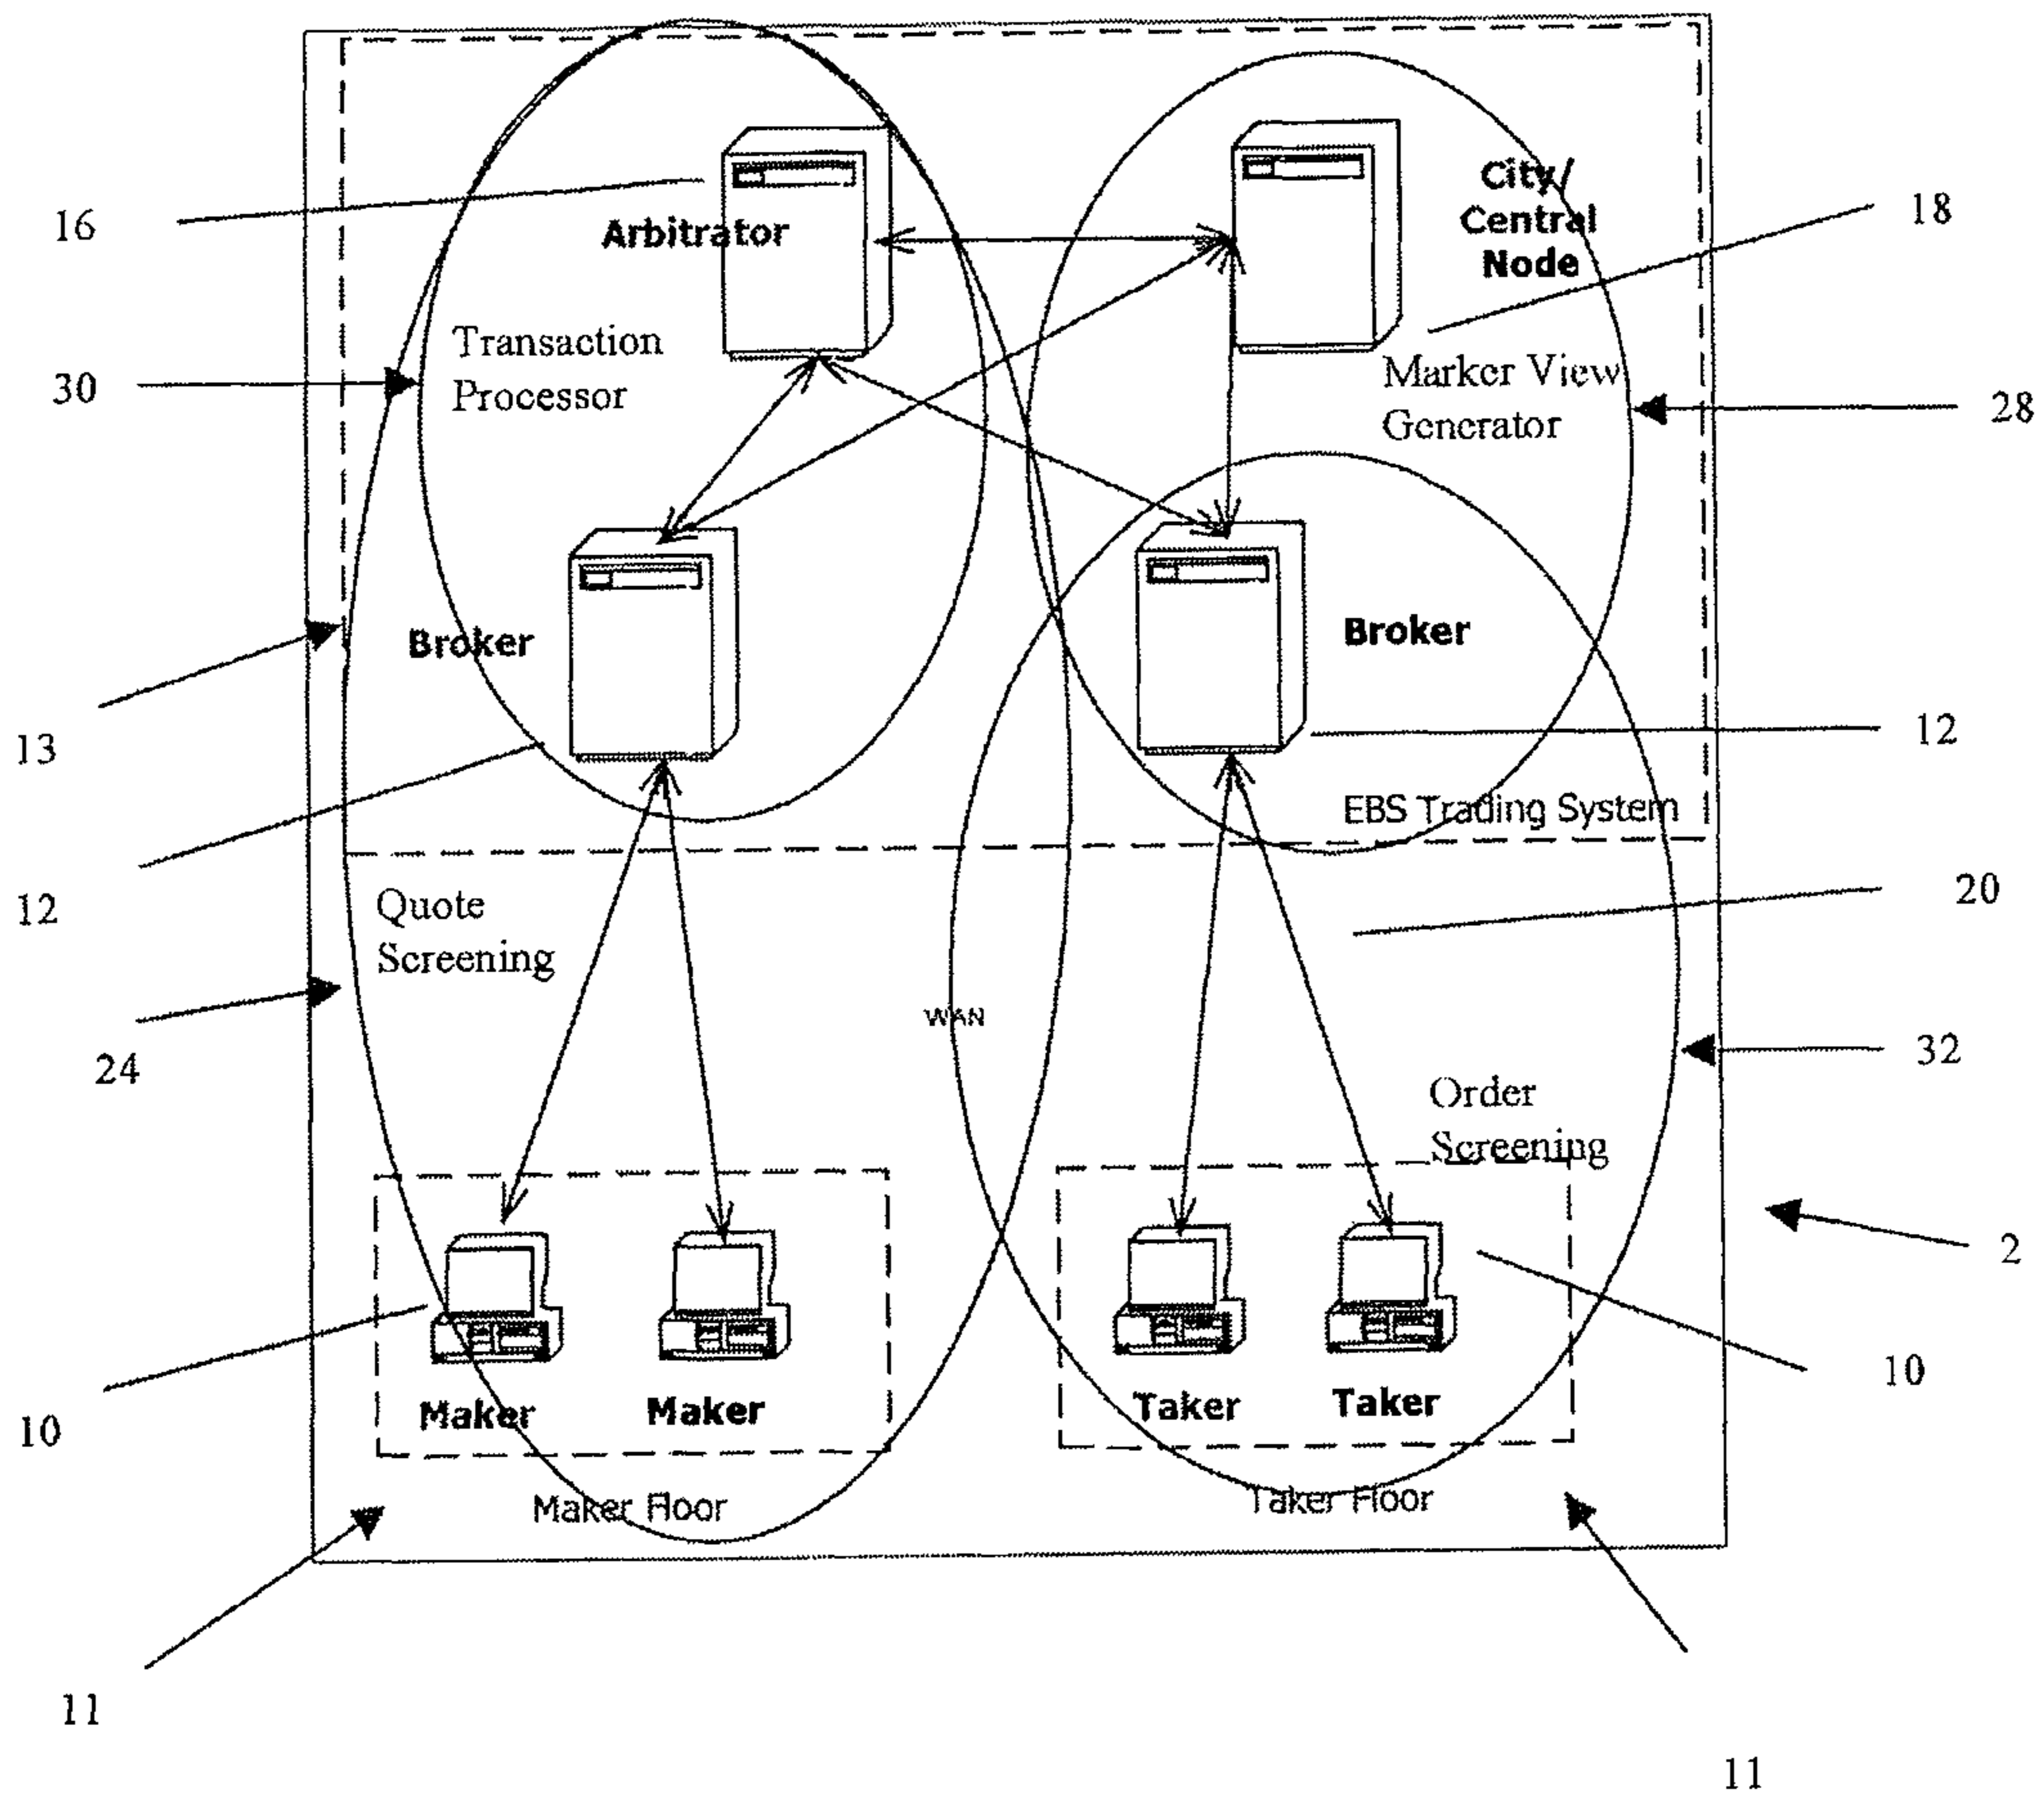 City/
Central
Node
16
Arbitrator
18
Transaction
Processor
30
Marker View
Generator
28
Broker
Broker
13
12
EBS Trading System
12
Quote
Screening
20
WAN
24
32
Order
Screening
2
10
10
Maker
Maker
Taker
Taker
Maker Floor
Taker Floor
11
11